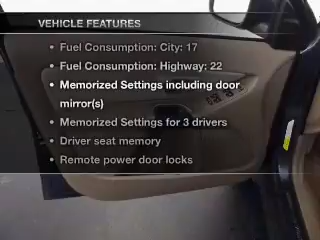 VEHICLE FEATURES
• Fuel Consumption: City: 17
• Fuel Consumption: Highway: 22
• Memorized Settings including door
mirror(s)
• Memorized Settings for 3 drivers
• Driver seat memory
• Remote power door locks